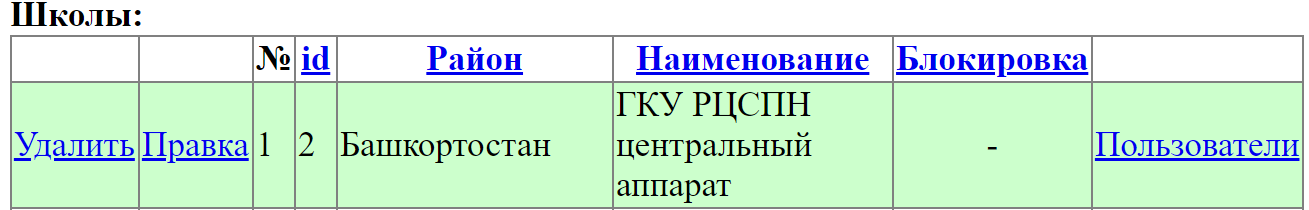 Школы:
№ id Район Наименование Блокировка
Удалить Правка 1 2 Башкортостан ГКУ РЦСПН центральный аппарат - Пользователи